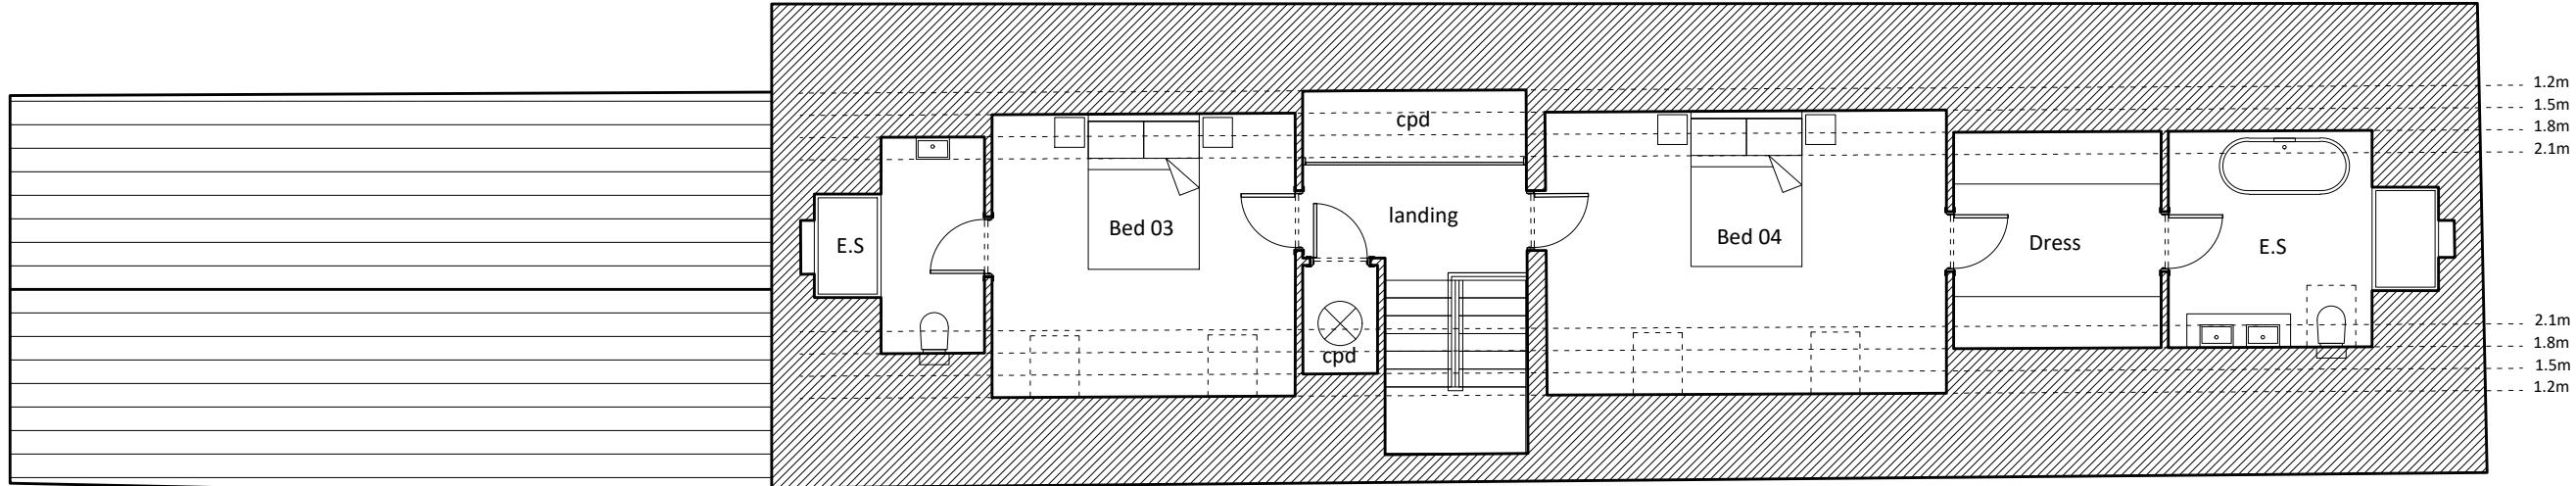 1.2m
1.5m
1.8m
2.1m
cpd
landing
E.S
Bed 03
Bed 04
Dress
E.S
cpd
2.1m
1.8m
1.5m
1.2m